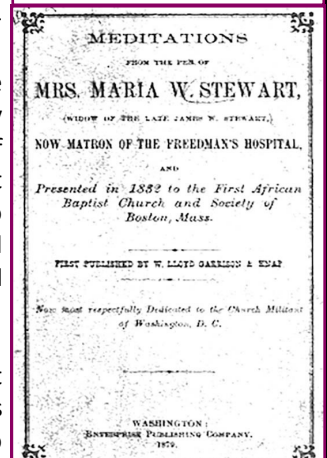 MEDITATIONS
FROM THE PEN OF
MRS. MARIA W. STEWART,
(WIDOW OF THE LATE JAMES W. STEWART,)
NOW MATRON OF THE FREEDMAN'S HOSPITAL,
AND
Presented in 1832 to the First African
Baptist Church and Society of
Boston, Mass.
FIRST PUBLISHED BY W. LLOYD GARRISON & KNAP
Now most respectfully Dedicated to the Church Militant
of Washington, D. C.
WASHINGTON:
ENTERPRISE PUBLISHING COMPANY.
1879.